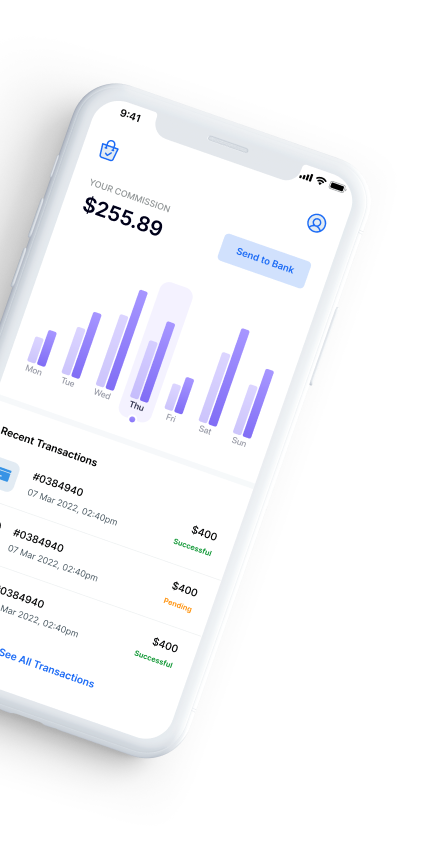 9:41
YOUR COMMISSION
$255.89
Send to Bank
Mon Tue Wed Thu Fri Sat Sun
Recent Transactions
#0384940
07 Mar 2022, 02:40pm
$400
Successful
#0384940
07 Mar 2022, 02:40pm
$400
Pending
0384940
Mar 2022, 02:40pm
$400
Successful
See All Transactions